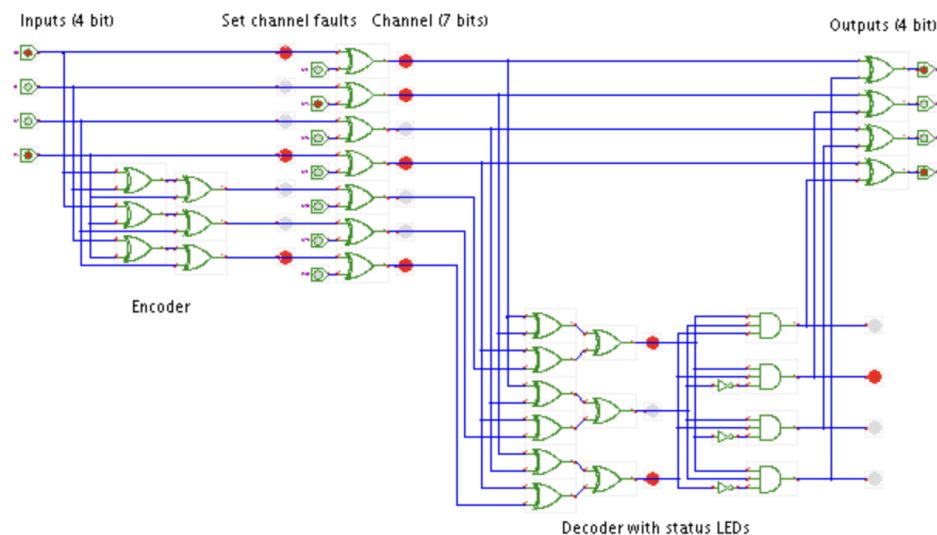 Inputs (4 bit)
Set channel faults
Channel (7 bits)
Outputs (4 bit)
Encoder
Decoder with status LEDs